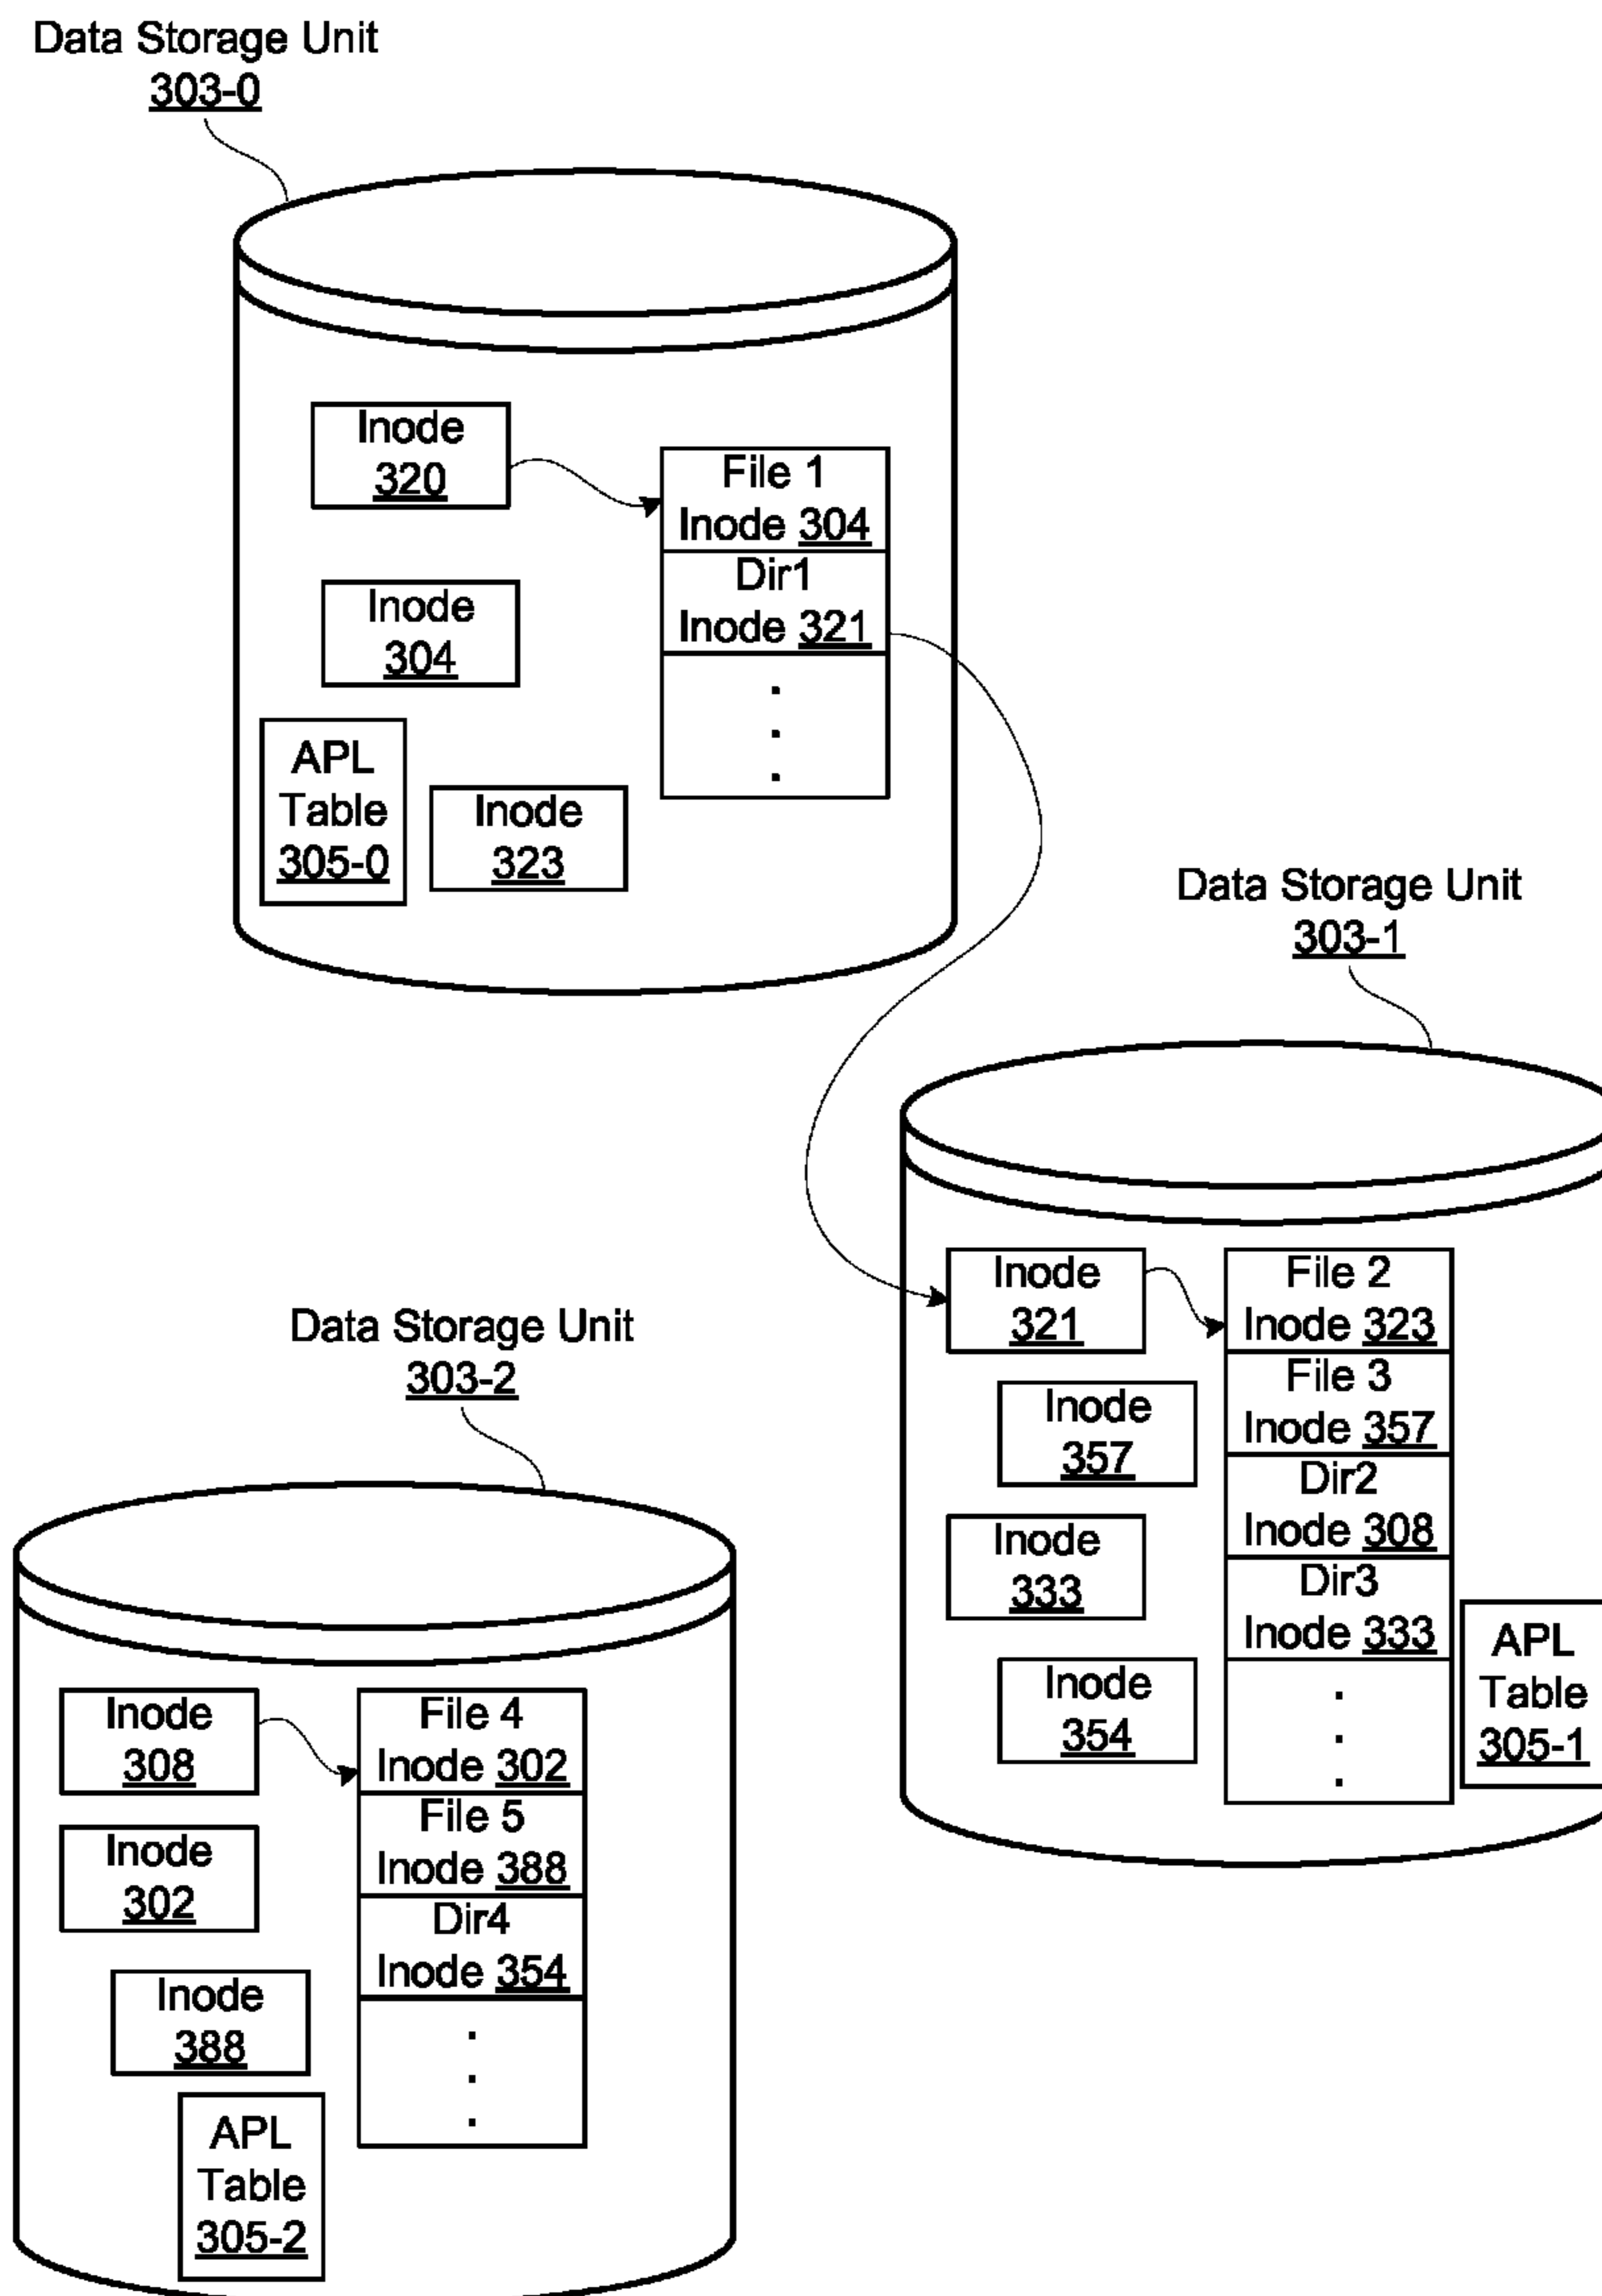 Data Storage Unit
303-0
Inode
320
File 1
Inode 304
Dir1
Inode 321
.
.
.
Inode
304
APL
Table
305-0
Inode
323
Data Storage Unit
303-1
Inode
321
File 2
Inode 323
File 3
Inode 357
Dir2
Inode 308
Dir3
Inode 333
.
.
.
Inode
357
Inode
333
Inode
354
APL
Table
305-1
Data Storage Unit
303-2
Inode
308
File 4
Inode 302
File 5
Inode 388
Dir4
Inode 354
.
.
.
Inode
302
Inode
388
APL
Table
305-2